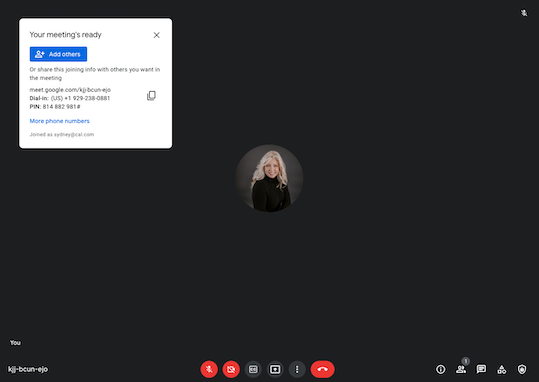 Your meeting's ready
Add others
Or share this joining info with others you want in
the meeting
meet.google.com/kjj-bcun-ejo
Dial-in: (US) +1 929-238-0881
PIN: 814 882 981#
More phone numbers
Joined as sydney@cal.com
You
kjj-bcun-ejo
1